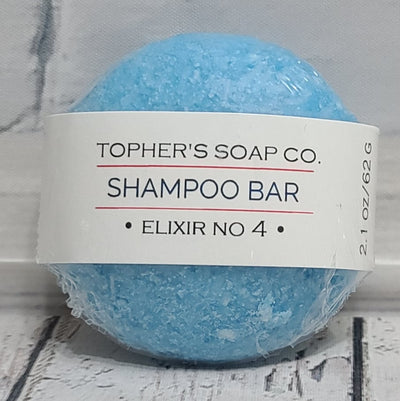 TOPHER'S SOAP CO.
SHAMPOO BAR
• ELIXIR NO 4 •
2.1 OZ/62 G